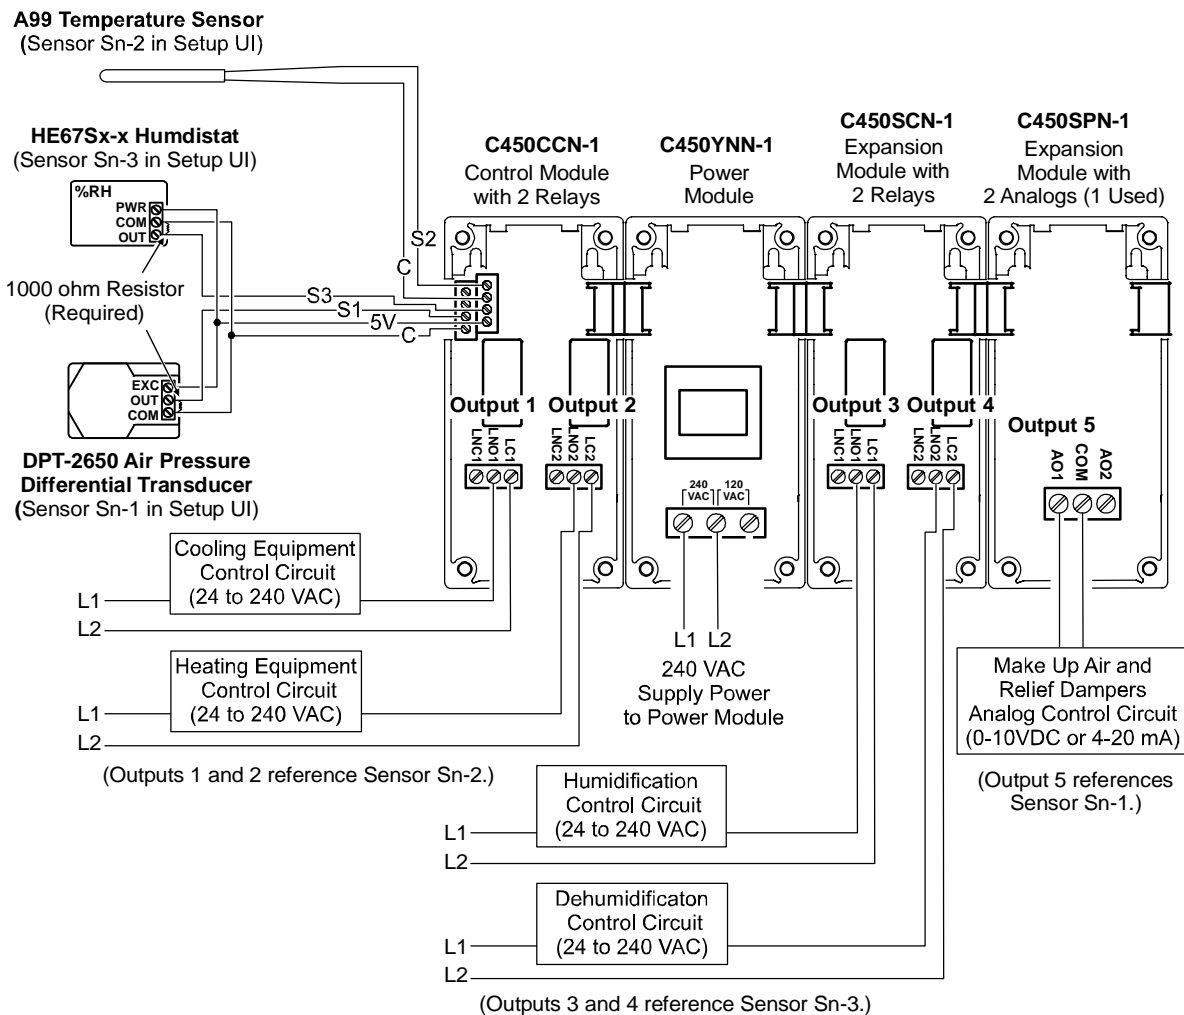 A99 Temperature Sensor
(Sensor Sn-2 in Setup UI)
HE67Sx-x Humdistat
(Sensor Sn-3 in Setup UI)
%RH
PWR
COM
OUT
1000 ohm Resistor
(Required)
EXC
OUT
COM
DPT-2650 Air Pressure
Differential Transducer
(Sensor Sn-1 in Setup UI)
S2
C
S3
S1
5V
C
C450CCN-1
Control Module
with 2 Relays
C450YNN-1
Power
Module
C450SCN-1
Expansion
Module with
2 Relays
C450SPN-1
Expansion
Module with
2 Analogs (1 Used)
Output 1
LNC1
LNO1
LC1
Output 2
LNC2
LNO2
LC2
240
VAC
120
VAC
Output 3
LNC1
LNO1
LC1
Output 4
LNC2
LNO2
LC2
Output 5
AO1
COM
AO2
Cooling Equipment
Control Circuit
(24 to 240 VAC)
L1
L2
Heating Equipment
Control Circuit
(24 to 240 VAC)
L1
L2
(Outputs 1 and 2 reference Sensor Sn-2.)
L1 L2
240 VAC
Supply Power
to Power Module
Make Up Air and
Relief Dampers
Analog Control Circuit
(0-10VDC or 4-20 mA)
(Output 5 references
Sensor Sn-1.)
Humidification
Control Circuit
(24 to 240 VAC)
L1
L2
Dehumidificaton
Control Circuit
(24 to 240 VAC)
L1
L2
(Outputs 3 and 4 reference Sensor Sn-3.)